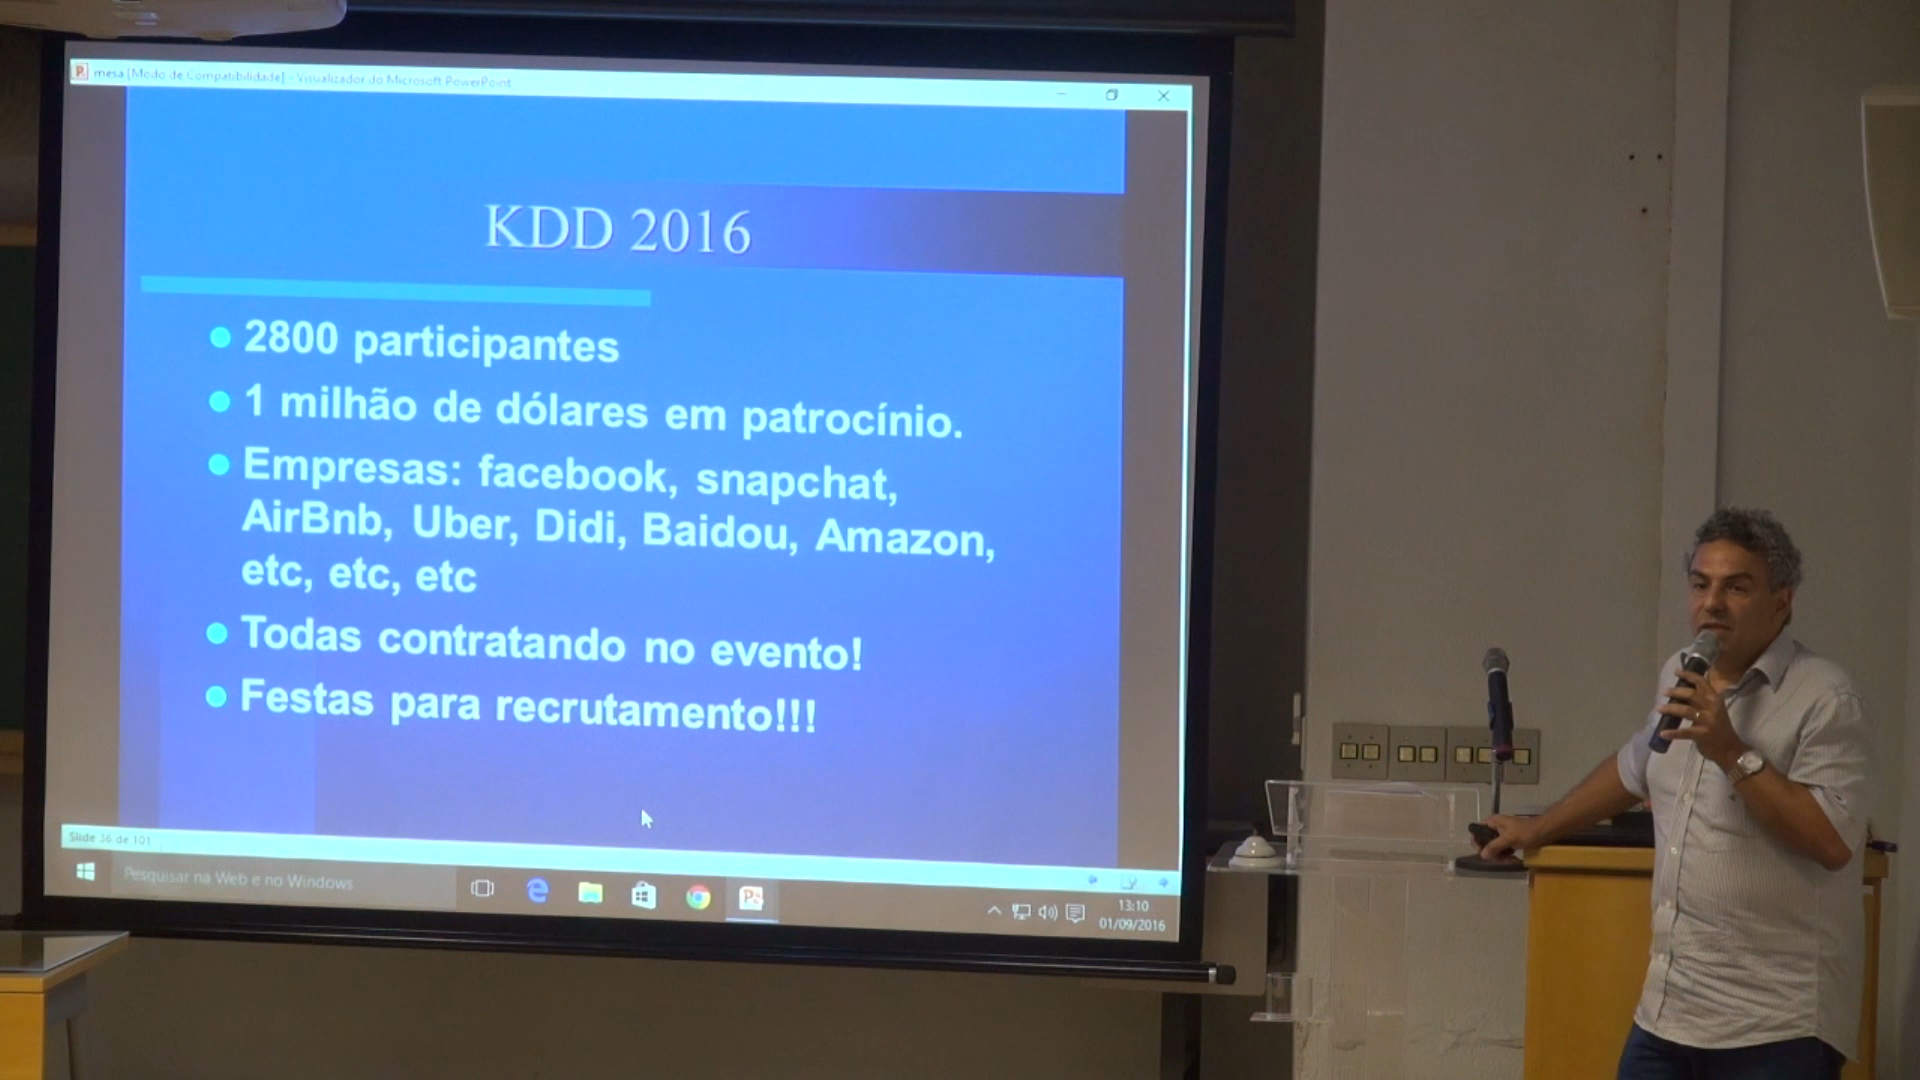 mesa [Modo de Compatibilidade] - Visualizador do Microsoft PowerPoint
KDD 2016
2800 participantes
1 milhão de dólares em patrocínio.
Empresas: facebook, snapchat,
AirBnb, Uber, Didi, Baidou, Amazon,
etc, etc, etc
Todas contratando no evento!
Festas para recrutamento!!!
Slide 36 de 101
Pesquisar na Web e no Windows
13:10
01/09/2016